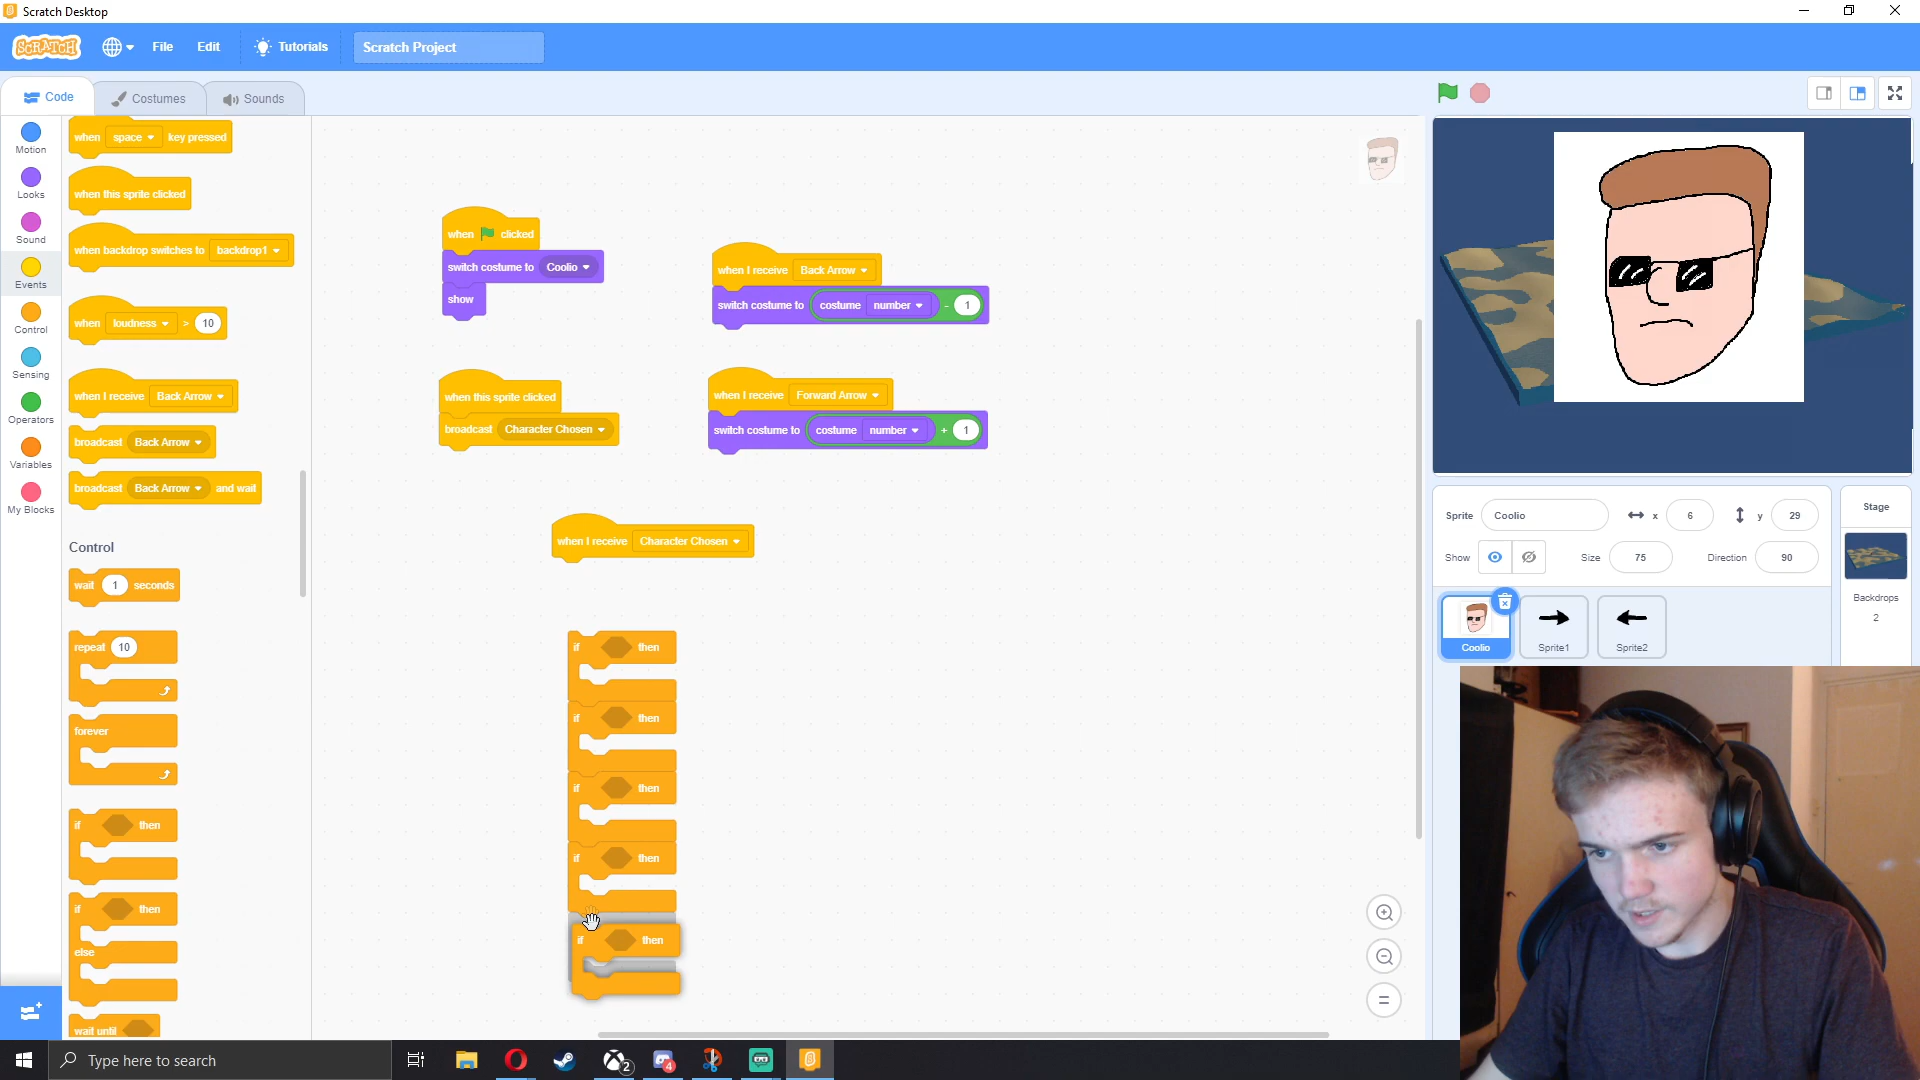 Scratch Desktop
SCRATCH File Edit Tutorials Scratch Project
Code Costumes Sounds
Motion
Looks
Sound
Events
Control
Sensing
Operators
Variables
My Blocks
when space key pressed
when this sprite clicked
when backdrop switches to backdrop1
when loudness > 10
when I receive Back Arrow
broadcast Back Arrow
broadcast Back Arrow and wait
Control
wait 1 seconds
repeat 10
forever
if then
if then
else
wait until
when clicked
switch costume to Coolio
show
when I receive Back Arrow
switch costume to costume number - 1
when this sprite clicked
broadcast Character Chosen
when I receive Forward Arrow
switch costume to costume number + 1
when I receive Character Chosen
if then
if then
if then
if then
if then
Sprite Coolio x 6 y 29
Show Size 75 Direction 90
Coolio
Sprite1
Sprite2
Stage
Backdrops
2
Type here to search
2
4